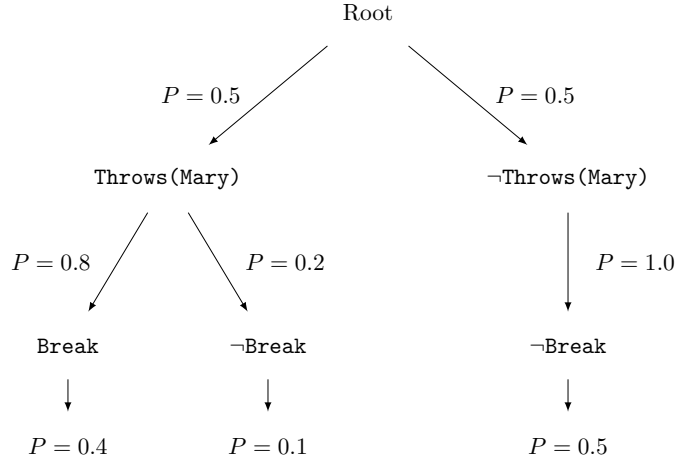 Root
P = 0.5
P = 0.5
Throws(Mary)
¬Throws(Mary)
P = 0.8
P = 0.2
P = 1.0
Break
¬Break
¬Break
P = 0.4
P = 0.1
P = 0.5